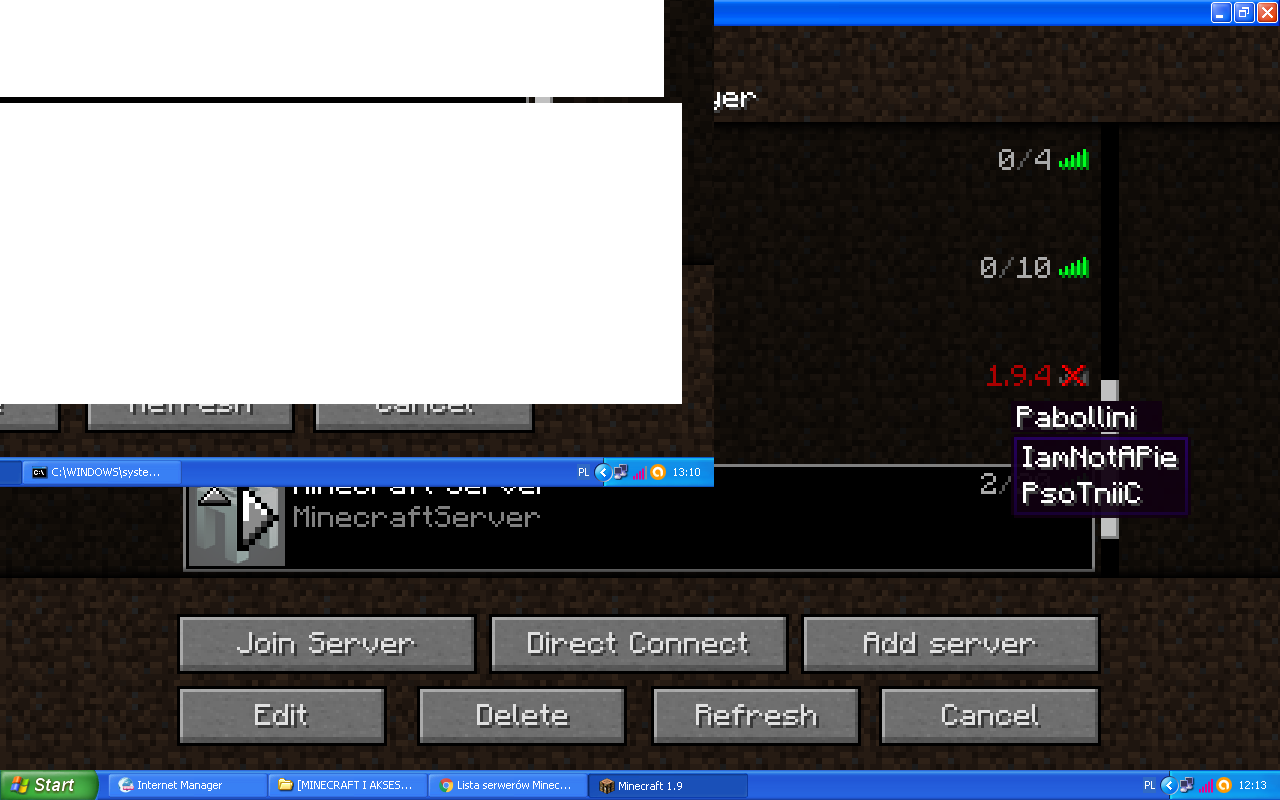 yer
0/4
0/10
1.9.4
Pabollini
IamNotAPie
PsoTniiC
Refresh
Cancel
C:\WINDOWS\syste...
PL
13:10
Minecraft Server
2/
MinecraftServer
Join Server
Direct Connect
Add server
Edit
Delete
Refresh
Cancel
Start
Internet Manager
[MINECRAFT I AKSES...
Lista serwerów Minec...
Minecraft 1.9
PL
12:13